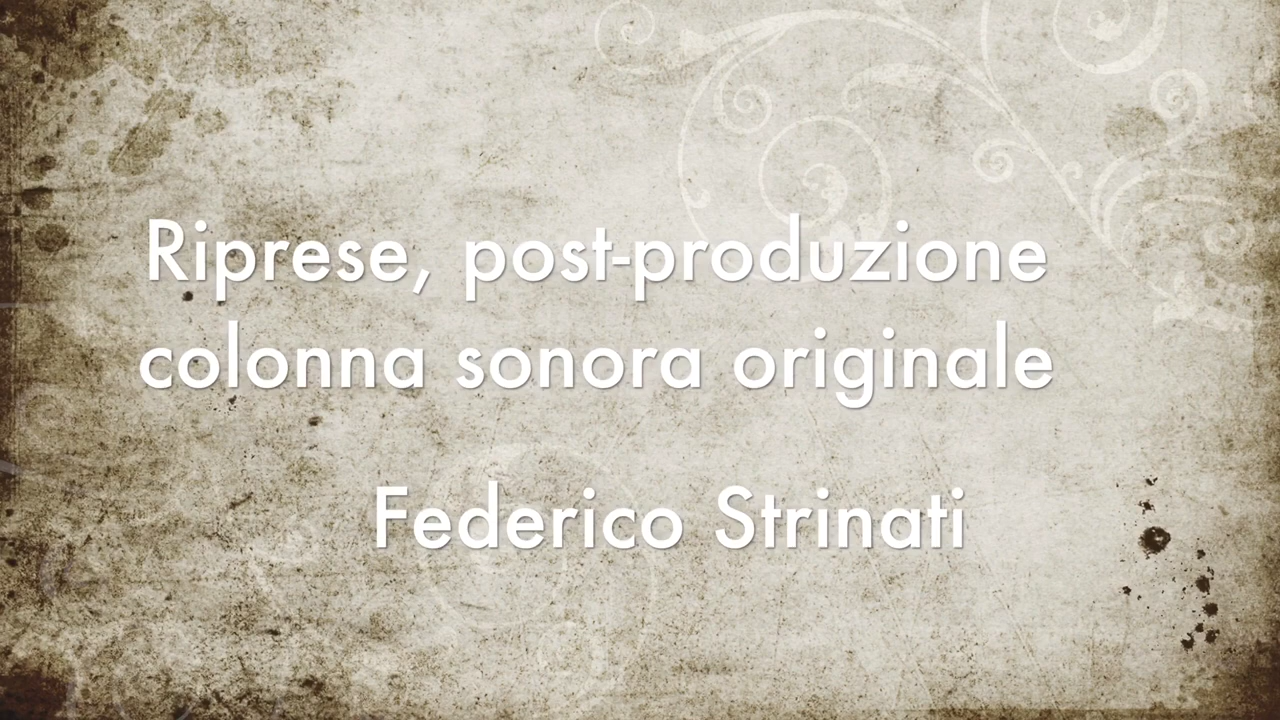 Riprese, post-produzione
colonna sonora originale
Federico Strinati